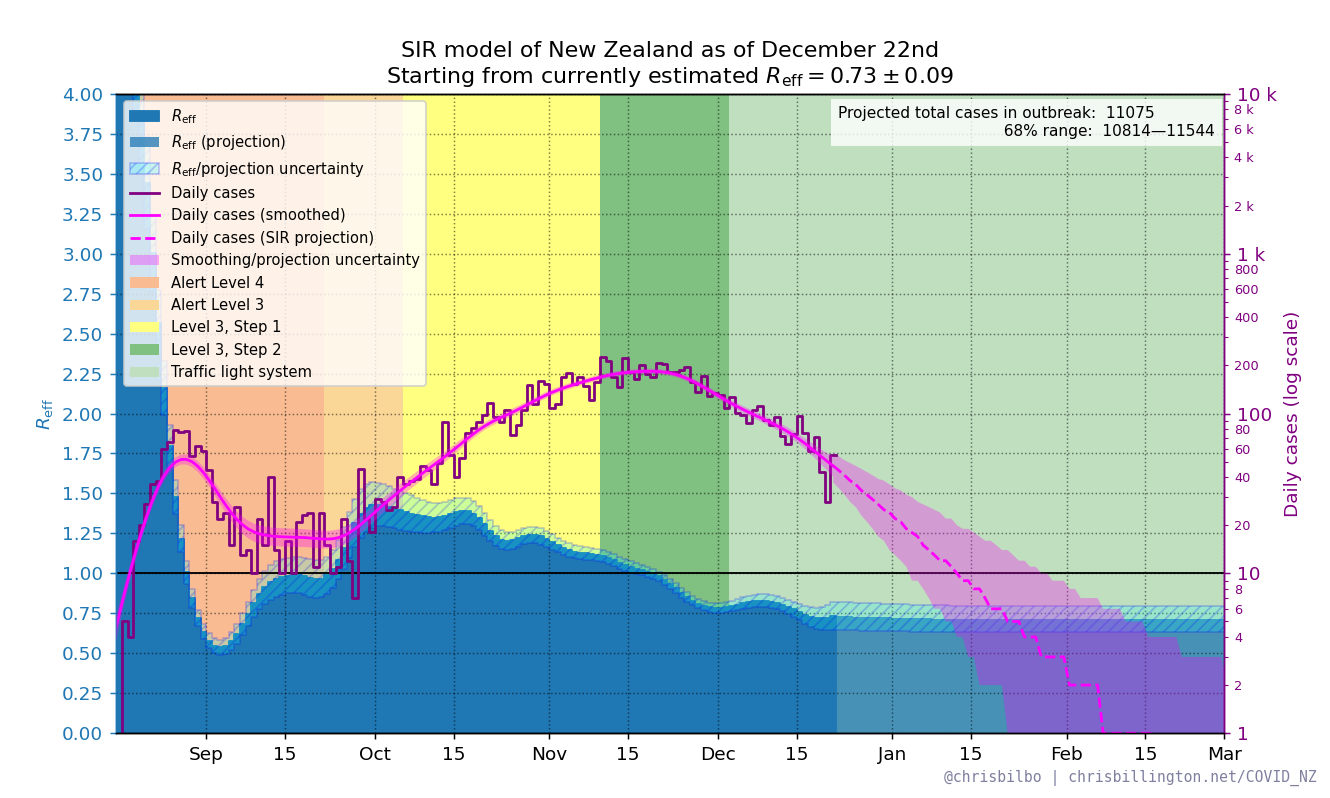 SIR model of New Zealand as of December 22nd
Starting from currently estimated R_eff = 0.73 ± 0.09
Projected total cases in outbreak: 11075
68% range: 10814—11544
R_eff
R_eff (projection)
R_eff/projection uncertainty
Daily cases
Daily cases (smoothed)
Daily cases (SIR projection)
Smoothing/projection uncertainty
Alert Level 4
Alert Level 3
Level 3, Step 1
Level 3, Step 2
Traffic light system
R_eff
4.00
3.75
3.50
3.25
3.00
2.75
2.50
2.25
2.00
1.75
1.50
1.25
1.00
0.75
0.50
0.25
0.00
10 k
8 k
6 k
4 k
2 k
1 k
800
600
400
200
100
80
60
40
20
10
8
6
4
2
1
Daily cases (log scale)
Sep 15 Oct 15 Nov 15 Dec 15 Jan 15 Feb 15 Mar
@chrisbilbo | chrisbillington.net/COVID_NZ